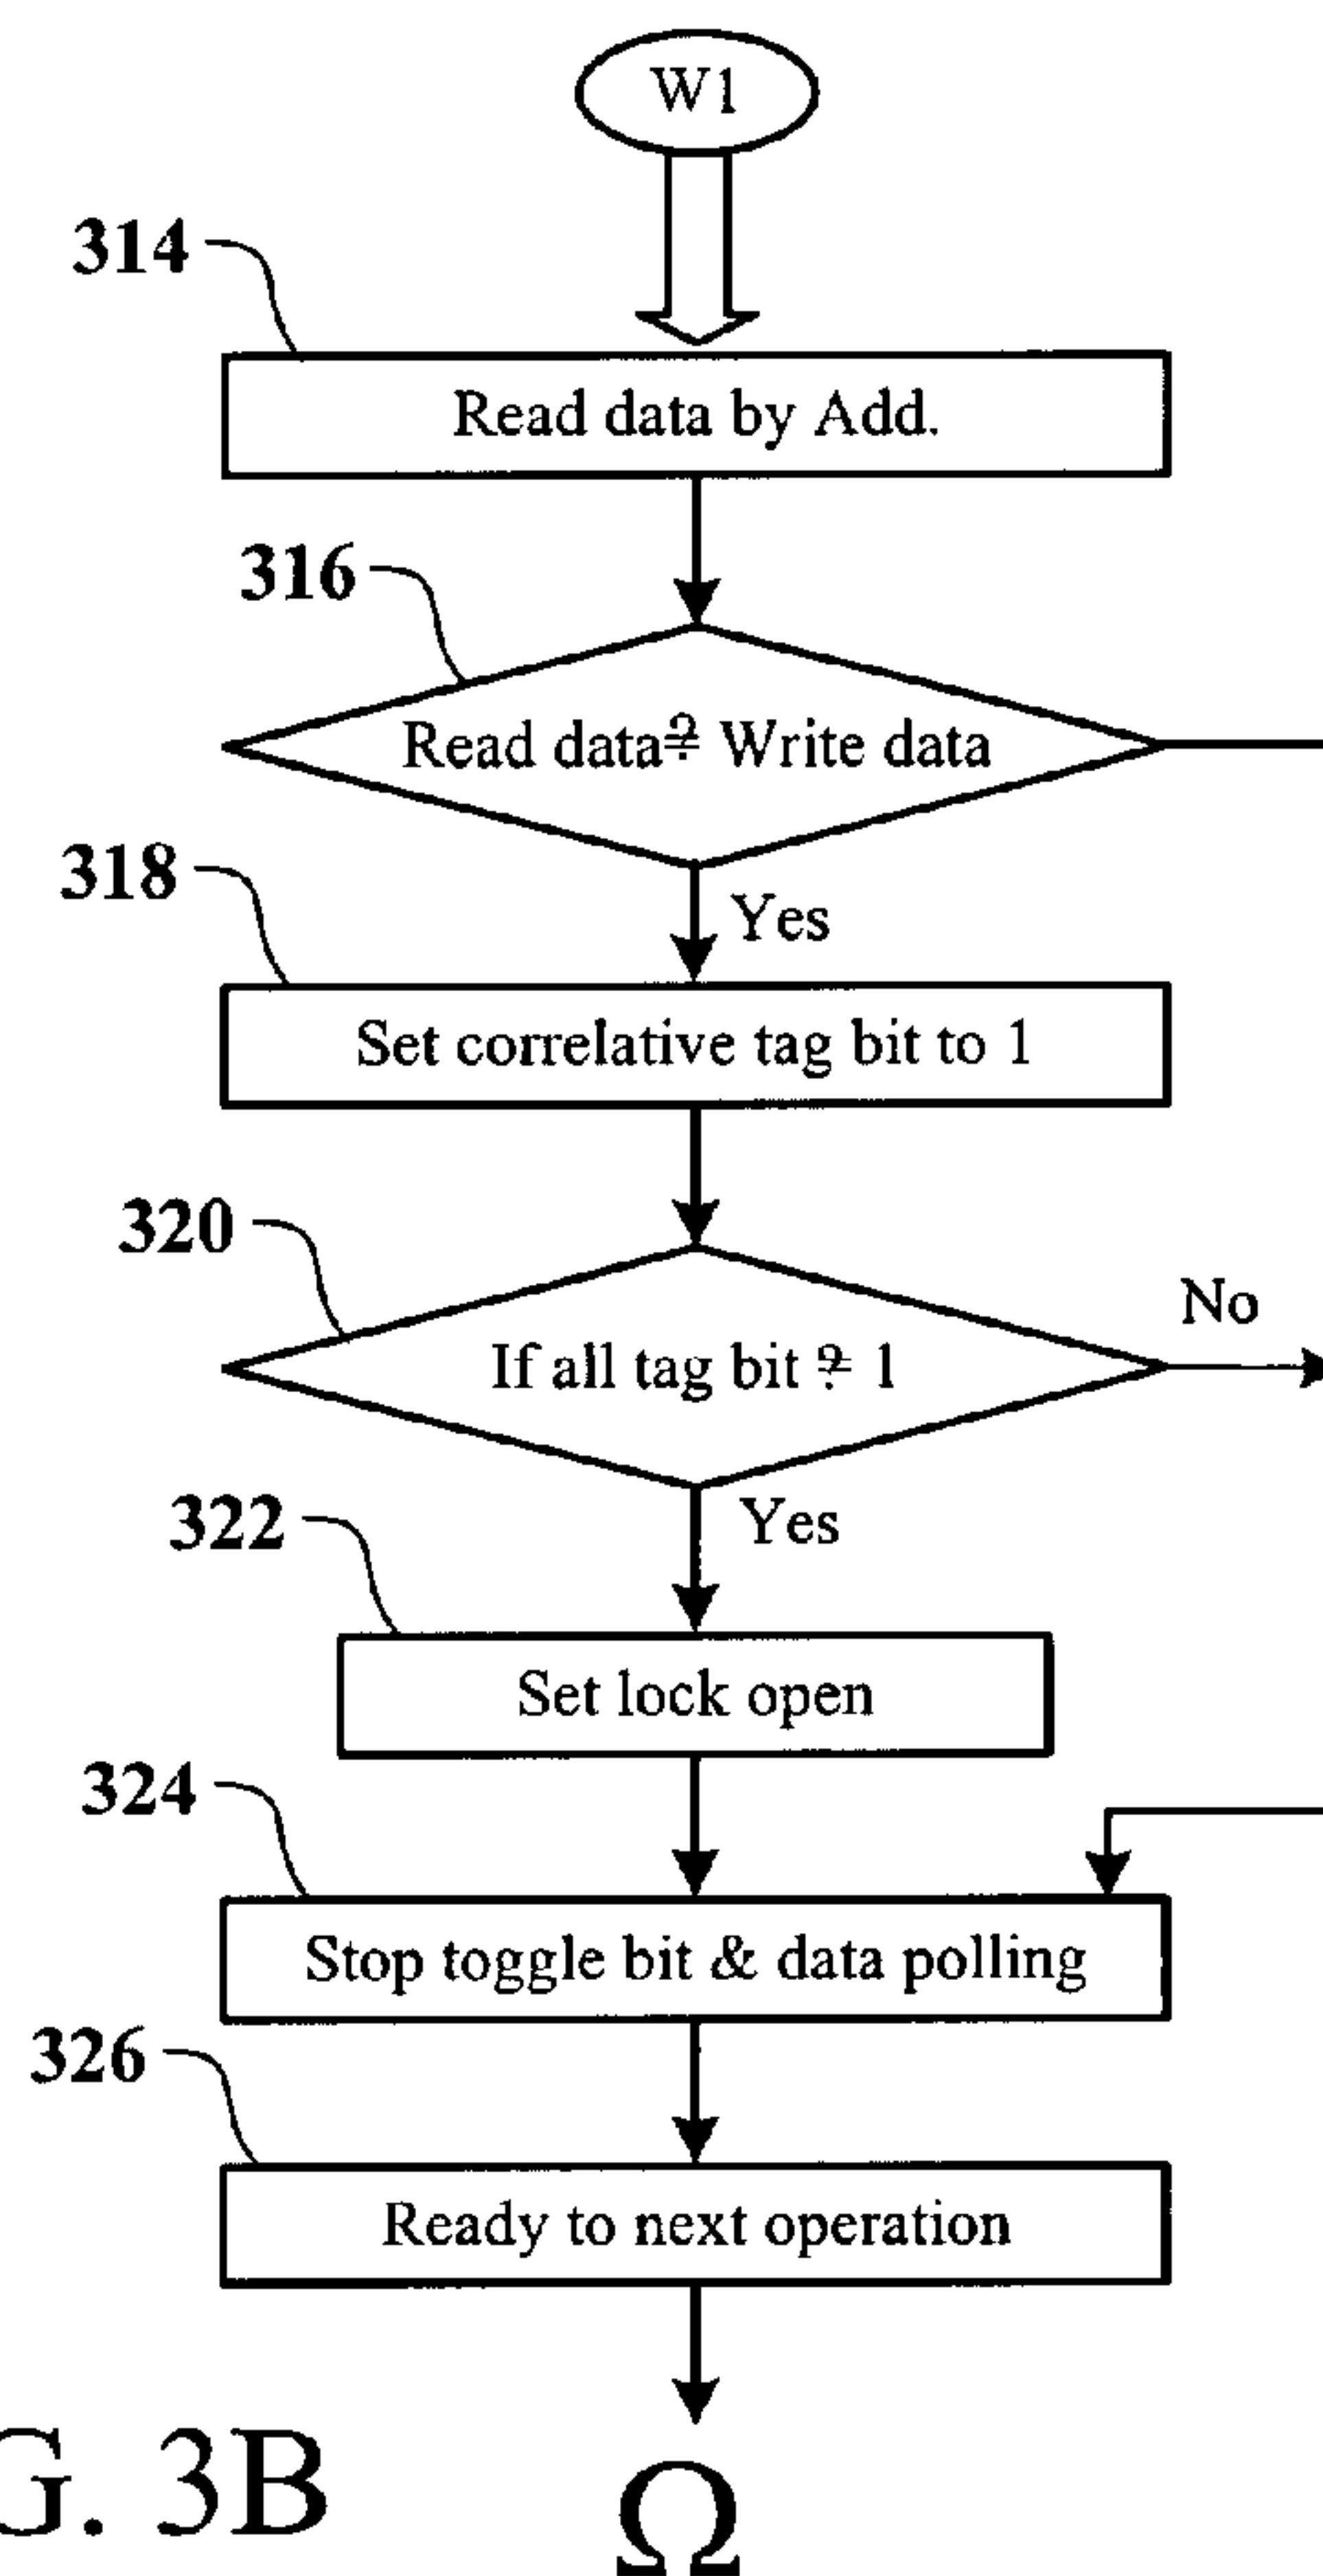 W1
314
Read data by Add.
316
Read data ≟ Write data
318
Yes
Set correlative tag bit to 1
320
No
If all tag bit ≟ 1
322
Yes
Set lock open
324
Stop toggle bit & data polling
326
Ready to next operation
G. 3B
Ω